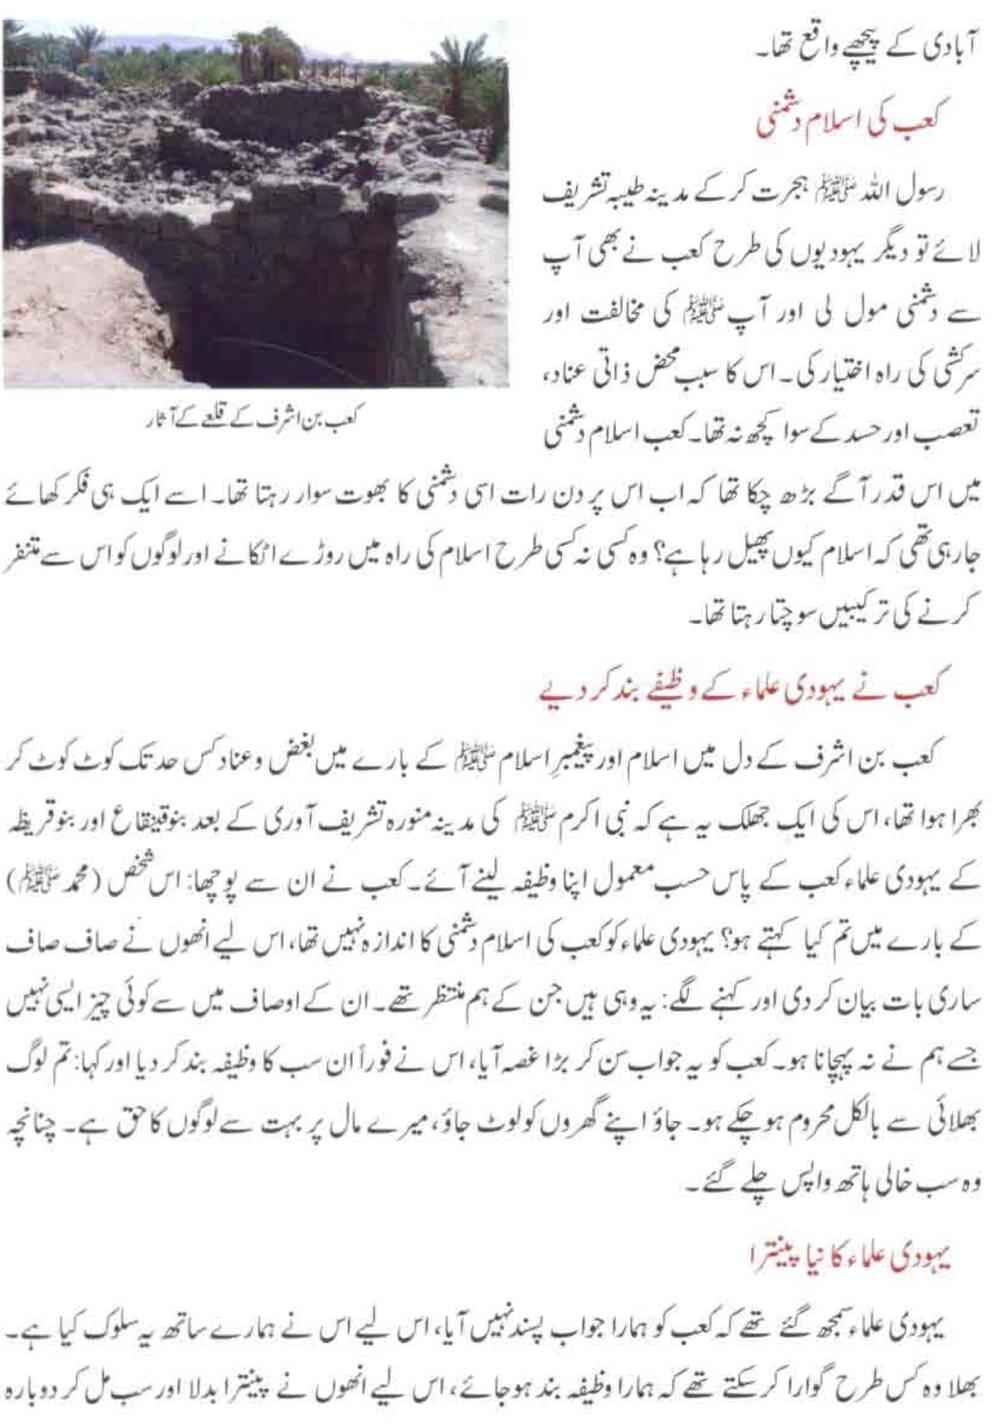 آبادی کے پیچھے واقع تھا۔
کعب کی اسلام دشمنی
رسول اللہ ﷺ ہجرت کر کے مدینہ طیبہ تشریف
لائے تو دیگر یہودیوں کی طرح کعب نے بھی آپ
سے دشمنی مول لی اور آپ ﷺ کی مخالفت اور
سرکشی کی راہ اختیار کی۔ اس کا سبب محض ذاتی عناد،
تعصب اور حسد کے سوا کچھ نہ تھا۔ کعب اسلام دشمنی
کعب بن اشرف کے قلعے کے آثار
میں اس قدر آگے بڑھ چکا تھا کہ اب اس پر دن رات اسی دشمنی کا بھوت سوار رہتا تھا۔ اسے ایک ہی فکر کھائے
جا رہی تھی کہ اسلام کیوں پھیل رہا ہے؟ وہ کسی نہ کسی طرح اسلام کی راہ میں روڑے اٹکانے اور لوگوں کو اس سے متنفر
کرنے کی ترکیبیں سوچتا رہتا تھا۔
کعب نے یہودی علماء کے وظیفے بند کر دیے
کعب بن اشرف کے دل میں اسلام اور پیغمبرِ اسلام ﷺ کے بارے میں بغض و عناد کس حد تک کوٹ کوٹ کر
بھرا ہوا تھا، اس کی ایک جھلک یہ ہے کہ نبی اکرم ﷺ کی مدینہ منورہ تشریف آوری کے بعد بنوقینقاع اور بنوقریظہ
کے یہودی علماء کعب کے پاس حسب معمول اپنا وظیفہ لینے آئے۔ کعب نے ان سے پوچھا: اس شخص (محمد ﷺ)
کے بارے میں تم کیا کہتے ہو؟ یہودی علماء کو کعب کی اسلام دشمنی کا اندازہ نہیں تھا، اس لیے انھوں نے صاف صاف
ساری بات بیان کر دی اور کہنے لگے: یہ وہی ہیں جن کے ہم منتظر تھے۔ ان کے اوصاف میں سے کوئی چیز ایسی نہیں
جسے ہم نے نہ پہچانا ہو۔ کعب کو یہ جواب سن کر بڑا غصہ آیا، اس نے فوراً ان سب کا وظیفہ بند کر دیا اور کہا: تم لوگ
بھلائی سے بالکل محروم ہو چکے ہو۔ جاؤ اپنے گھروں کو لوٹ جاؤ، میرے مال پر بہت سے لوگوں کا حق ہے۔ چنانچہ
وہ سب خالی ہاتھ واپس چلے گئے۔
یہودی علماء کا نیا پینترا
یہودی علماء سمجھ گئے تھے کہ کعب کو ہمارا جواب پسند نہیں آیا، اس لیے اس نے ہمارے ساتھ یہ سلوک کیا ہے۔
بھلا وہ کس طرح گوارا کر سکتے تھے کہ ہمارا وظیفہ بند ہو جائے، اس لیے انھوں نے پینترا بدلا اور سب مل کر دوبارہ